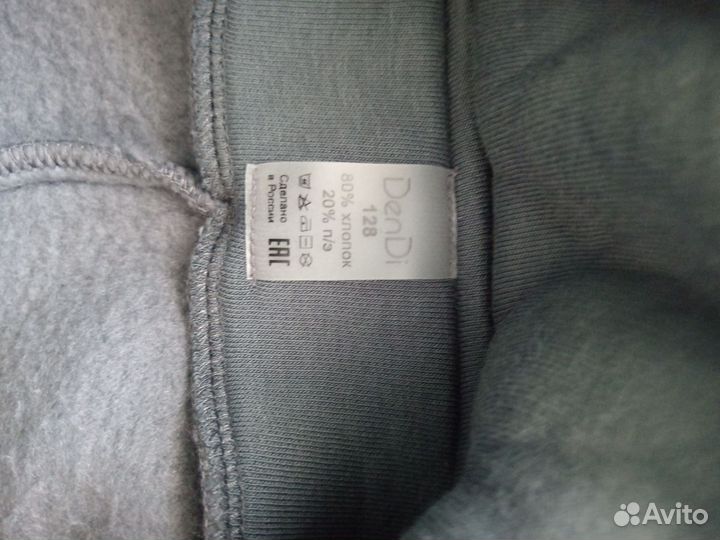 DenDi
128
80% хлопок
20% п/э
Сделано
в России
EAC
Avito